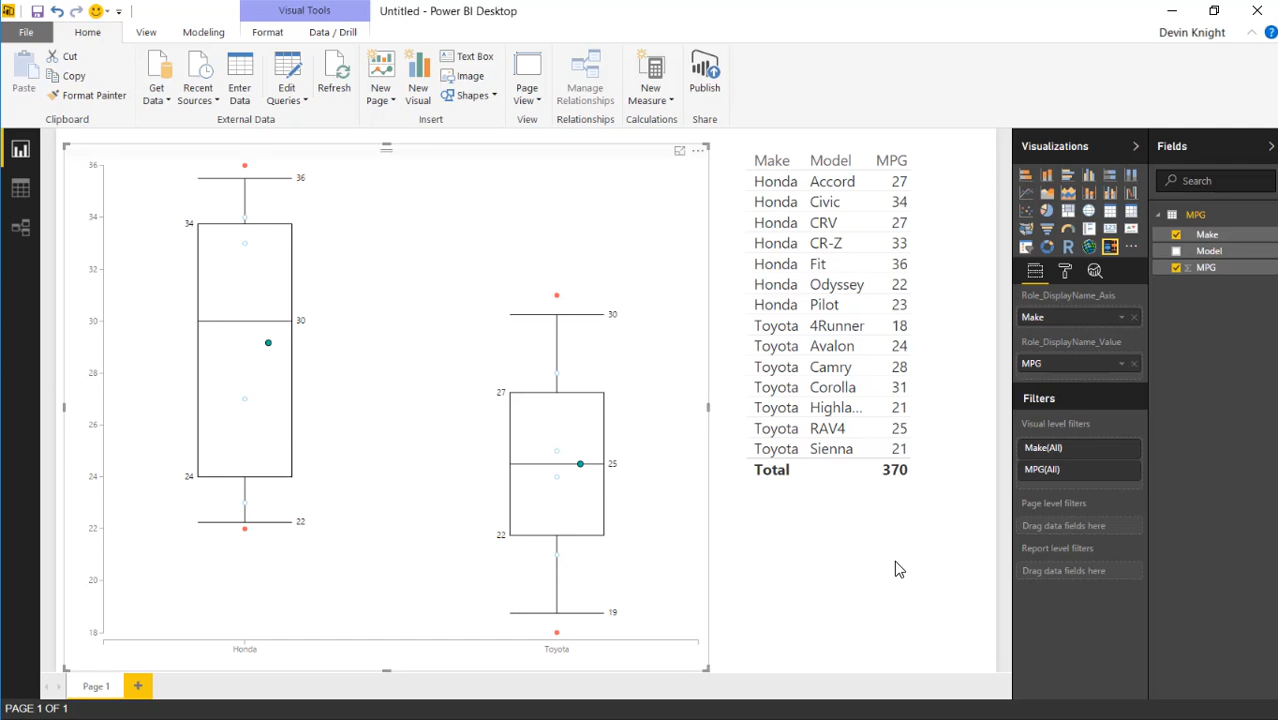 Visual Tools
Untitled - Power BI Desktop
File
Home
View
Modeling
Format
Data / Drill
Devin Knight
Paste
Cut
Copy
Format Painter
Clipboard
Get Data
Recent Sources
Enter Data
Edit Queries
Refresh
External Data
New Page
New Visual
Text Box
Image
Shapes
Insert
Page View
View
Manage Relationships
Relationships
New Measure
Calculations
Publish
Share
36
34
32
30
28
26
24
22
20
18
36
34
30
24
22
30
27
25
22
19
Honda
Toyota
Make Model MPG
Honda Accord 27
Honda Civic 34
Honda CRV 27
Honda CR-Z 33
Honda Fit 36
Honda Odyssey 22
Honda Pilot 23
Toyota 4Runner 18
Toyota Avalon 24
Toyota Camry 28
Toyota Corolla 31
Toyota Highla... 21
Toyota RAV4 25
Toyota Sienna 21
Total 370
Visualizations
R
Role_DisplayName_Axis
Make
Role_DisplayName_Value
MPG
Filters
Visual level filters
Make(All)
MPG(All)
Page level filters
Drag data fields here
Report level filters
Drag data fields here
Fields
Search
MPG
Make
Model
Σ MPG
Page 1
PAGE 1 OF 1